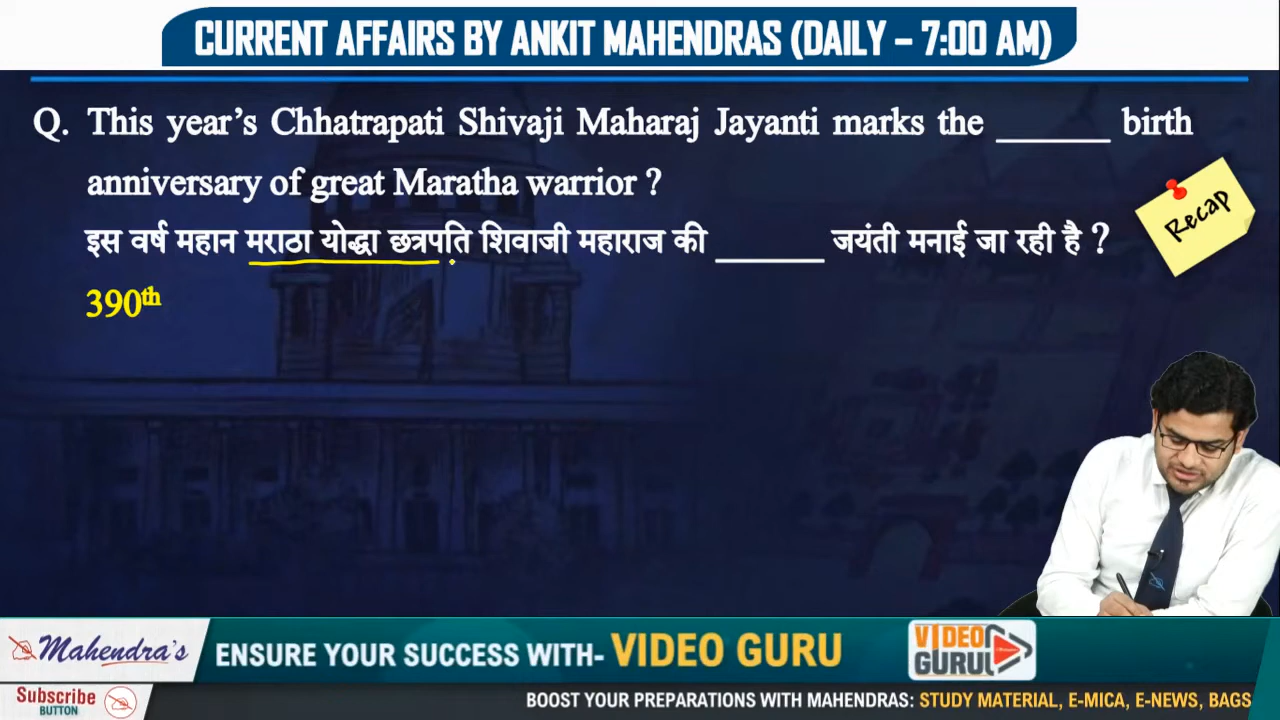 CURRENT AFFAIRS BY ANKIT MAHENDRAS (DAILY – 7:00 AM)
Q. This year's Chhatrapati Shivaji Maharaj Jayanti marks the ______ birth
anniversary of great Maratha warrior ?
इस वर्ष महान मराठा योद्धा छत्रपति शिवाजी महाराज की ______ जयंती मनाई जा रही है ?
Recap
390th
Mahendra's
ENSURE YOUR SUCCESS WITH- VIDEO GURU
VIDEO
GURUL
Subscribe
BUTTON
BOOST YOUR PREPARATIONS WITH MAHENDRAS: STUDY MATERIAL, E-MICA, E-NEWS, BAGS